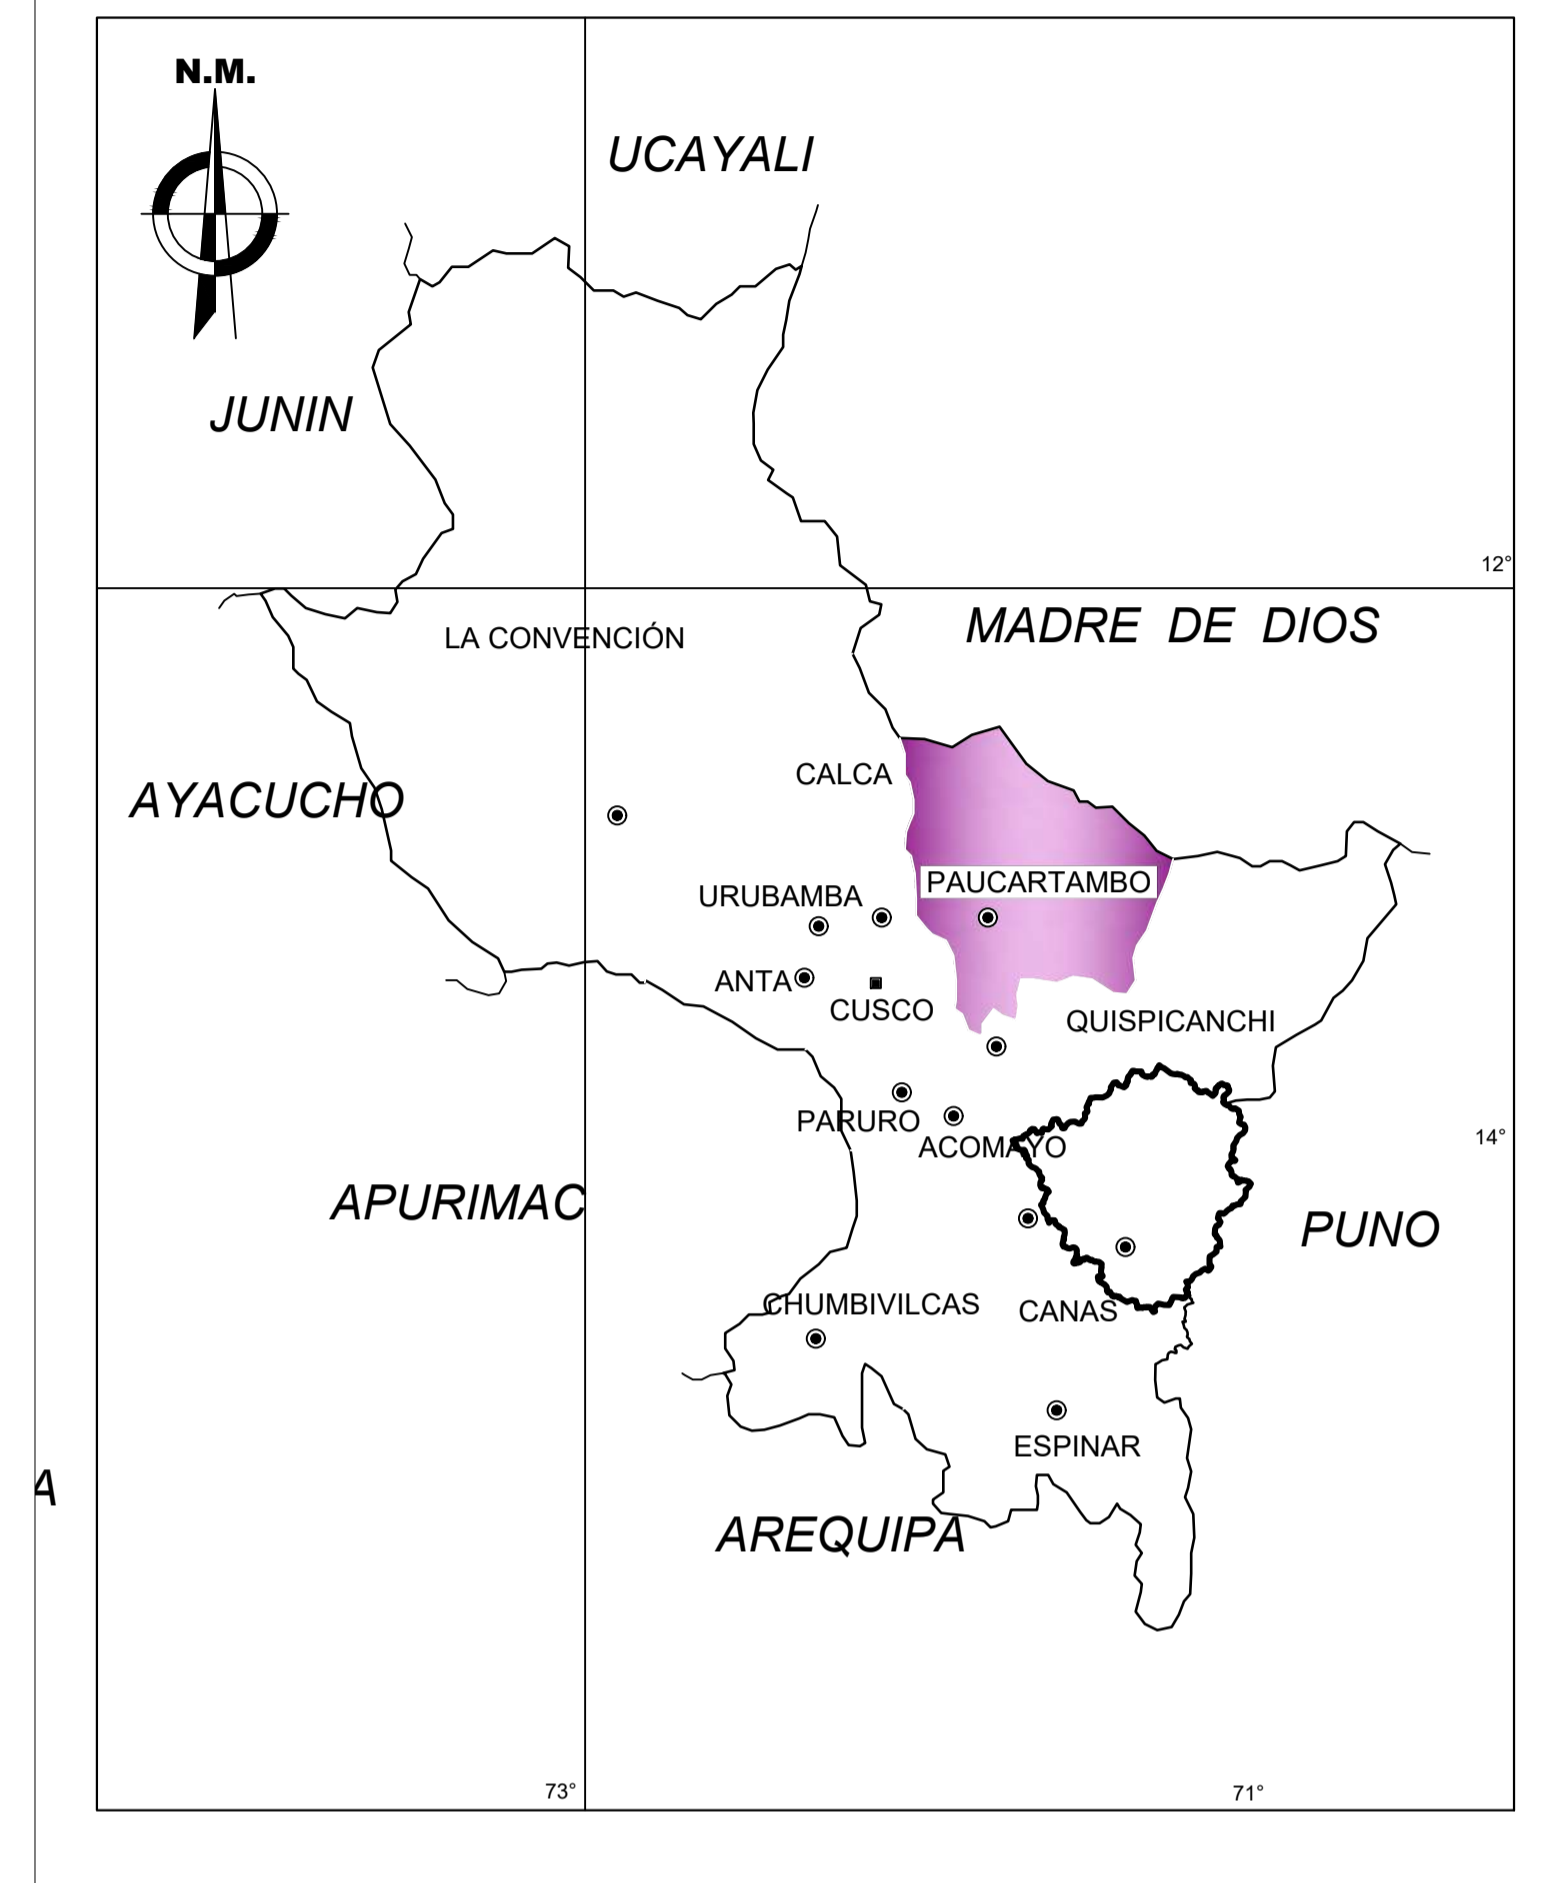 N.M.
UCAYALI
JUNIN
12°
MADRE DE DIOS
LA CONVENCIÓN
CALCA
AYACUCHO
PAUCARTAMBO
URUBAMBA
ANTA
CUSCO
QUISPICANCHI
PARURO
ACOMAYO
14°
APURIMAC
PUNO
CHUMBIVILCAS
CANAS
ESPINAR
A
AREQUIPA
73°
71°